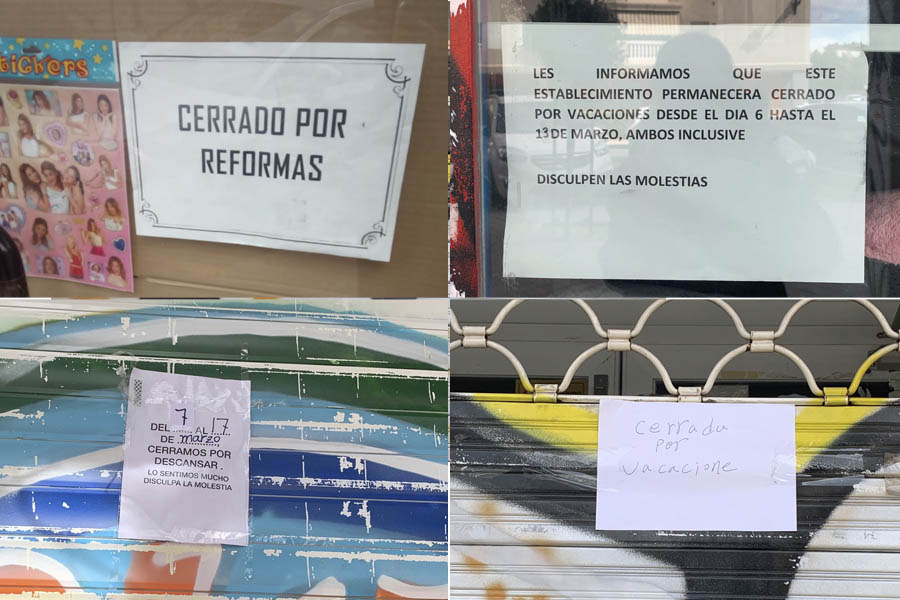 tickers
CERRADO POR
REFORMAS
LES INFORMAMOS QUE ESTE
ESTABLECIMIENTO PERMANECERA CERRADO
POR VACACIONES DESDE EL DIA 6 HASTA EL
13 DE MARZO, AMBOS INCLUSIVE
DISCULPEN LAS MOLESTIAS
DEL 7 AL 17
DE marzo
CERRAMOS POR
DESCANSAR.
LO SENTIMOS MUCHO
DISCULPA LA MOLESTIA
Cerrada
por
vacacione